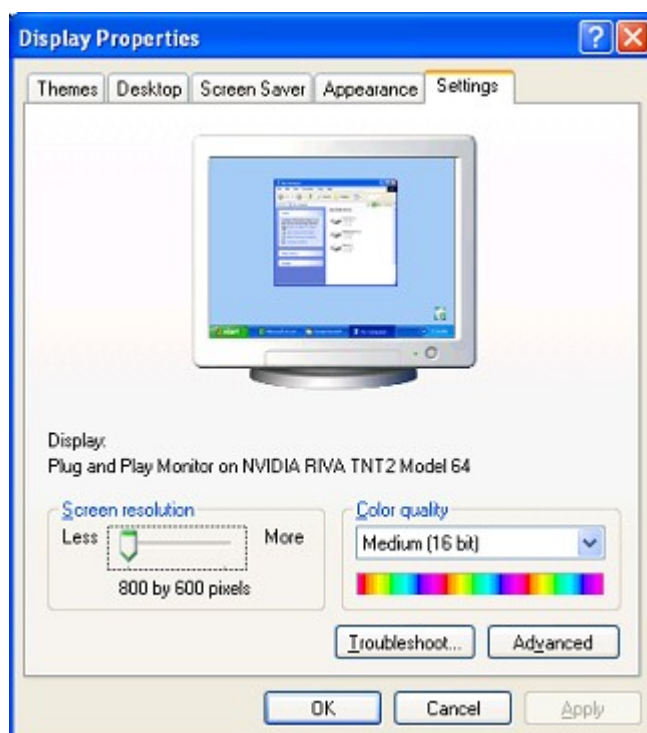 Display Properties
Themes Desktop Screen Saver Appearance Settings
Display:
Plug and Play Monitor on NVIDIA RIVA TNT2 Model 64
Screen resolution
Less More
800 by 600 pixels
Color quality
Medium (16 bit)
Troubleshoot... Advanced
OK Cancel Apply